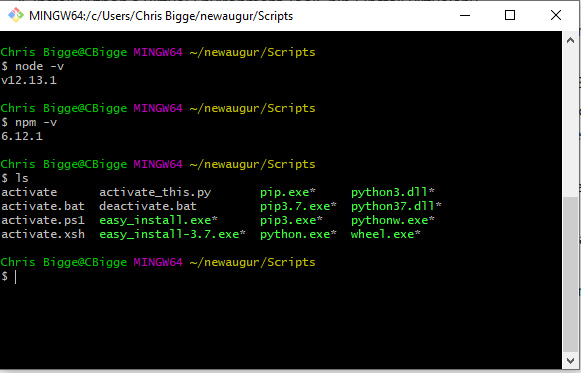 MINGW64:/c/Users/Chris Bigge/newaugur/Scripts
Chris Bigge@CBigge MINGW64 ~/newaugur/Scripts
$ node -v
v12.13.1
Chris Bigge@CBigge MINGW64 ~/newaugur/Scripts
$ npm -v
6.12.1
Chris Bigge@CBigge MINGW64 ~/newaugur/Scripts
$ ls
activate activate_this.py pip.exe* python3.dll*
activate.bat deactivate.bat pip3.7.exe* python37.dll*
activate.ps1 easy_install.exe* pip3.exe* pythonw.exe*
activate.xsh easy_install-3.7.exe* python.exe* wheel.exe*
Chris Bigge@CBigge MINGW64 ~/newaugur/Scripts
$